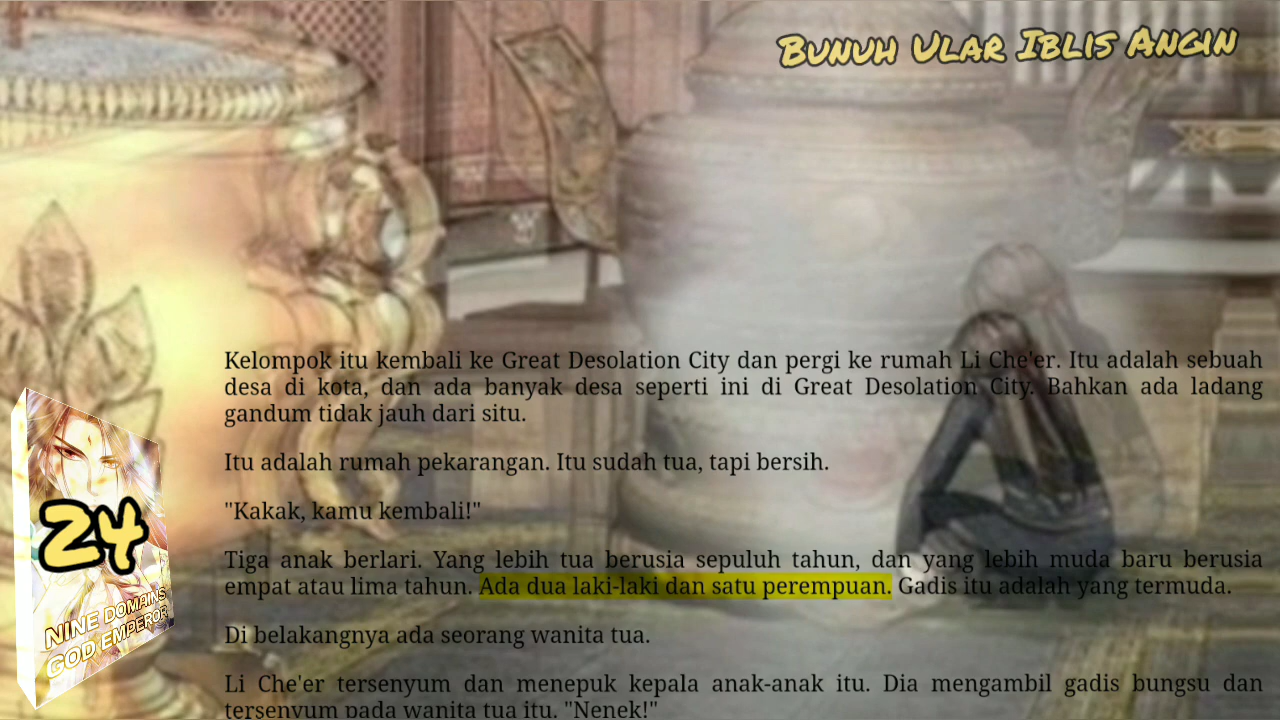 Bunuh Ular Iblis Angin
Kelompok itu kembali ke Great Desolation City dan pergi ke rumah Li Che'er. Itu adalah sebuah
desa di kota, dan ada banyak desa seperti ini di Great Desolation City. Bahkan ada ladang
gandum tidak jauh dari situ.
Itu adalah rumah pekarangan. Itu sudah tua, tapi bersih.
"Kakak, kamu kembali!"
Tiga anak berlari. Yang lebih tua berusia sepuluh tahun, dan yang lebih muda baru berusia
empat atau lima tahun. Ada dua laki-laki dan satu perempuan. Gadis itu adalah yang termuda.
Di belakangnya ada seorang wanita tua.
Li Che'er tersenyum dan menepuk kepala anak-anak itu. Dia mengambil gadis bungsu dan
tersenyum pada wanita tua itu. "Nenek!"
24
NINE DOMAINS
GOD EMPEROR